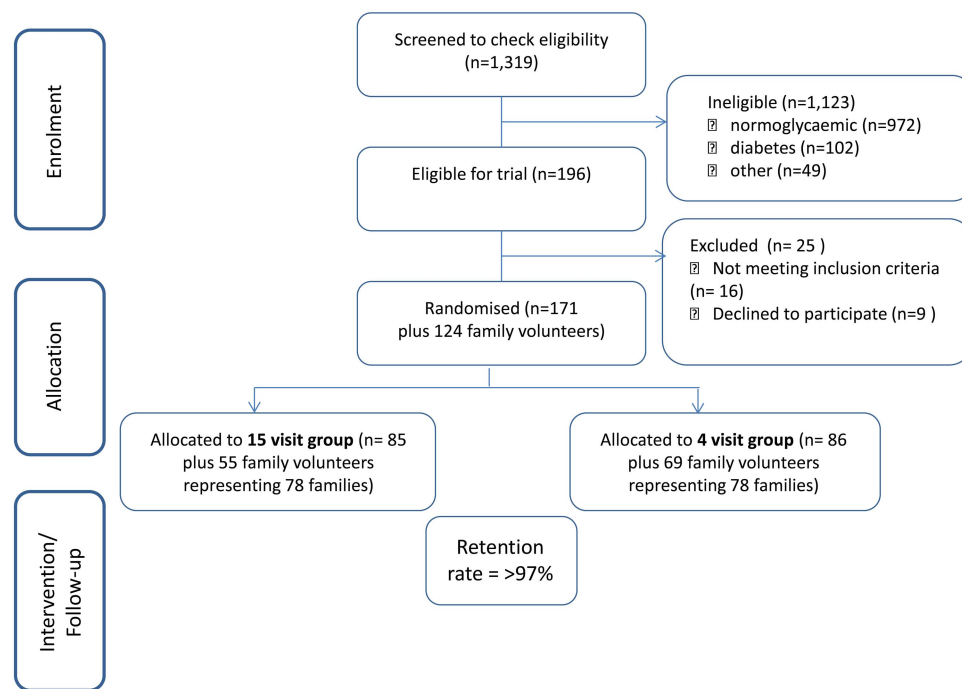 Enrolment
Screened to check eligibility
(n=1,319)
Ineligible (n=1,123)
⍰ normoglycaemic (n=972)
⍰ diabetes (n=102)
⍰ other (n=49)
Eligible for trial (n=196)
Excluded (n= 25 )
⍰ Not meeting inclusion criteria
(n= 16)
⍰ Declined to participate (n=9 )
Allocation
Randomised (n=171
plus 124 family volunteers)
Allocated to 15 visit group (n= 85
plus 55 family volunteers
representing 78 families)
Allocated to 4 visit group (n= 86
plus 69 family volunteers
representing 78 families)
Intervention/
Follow-up
Retention
rate = >97%